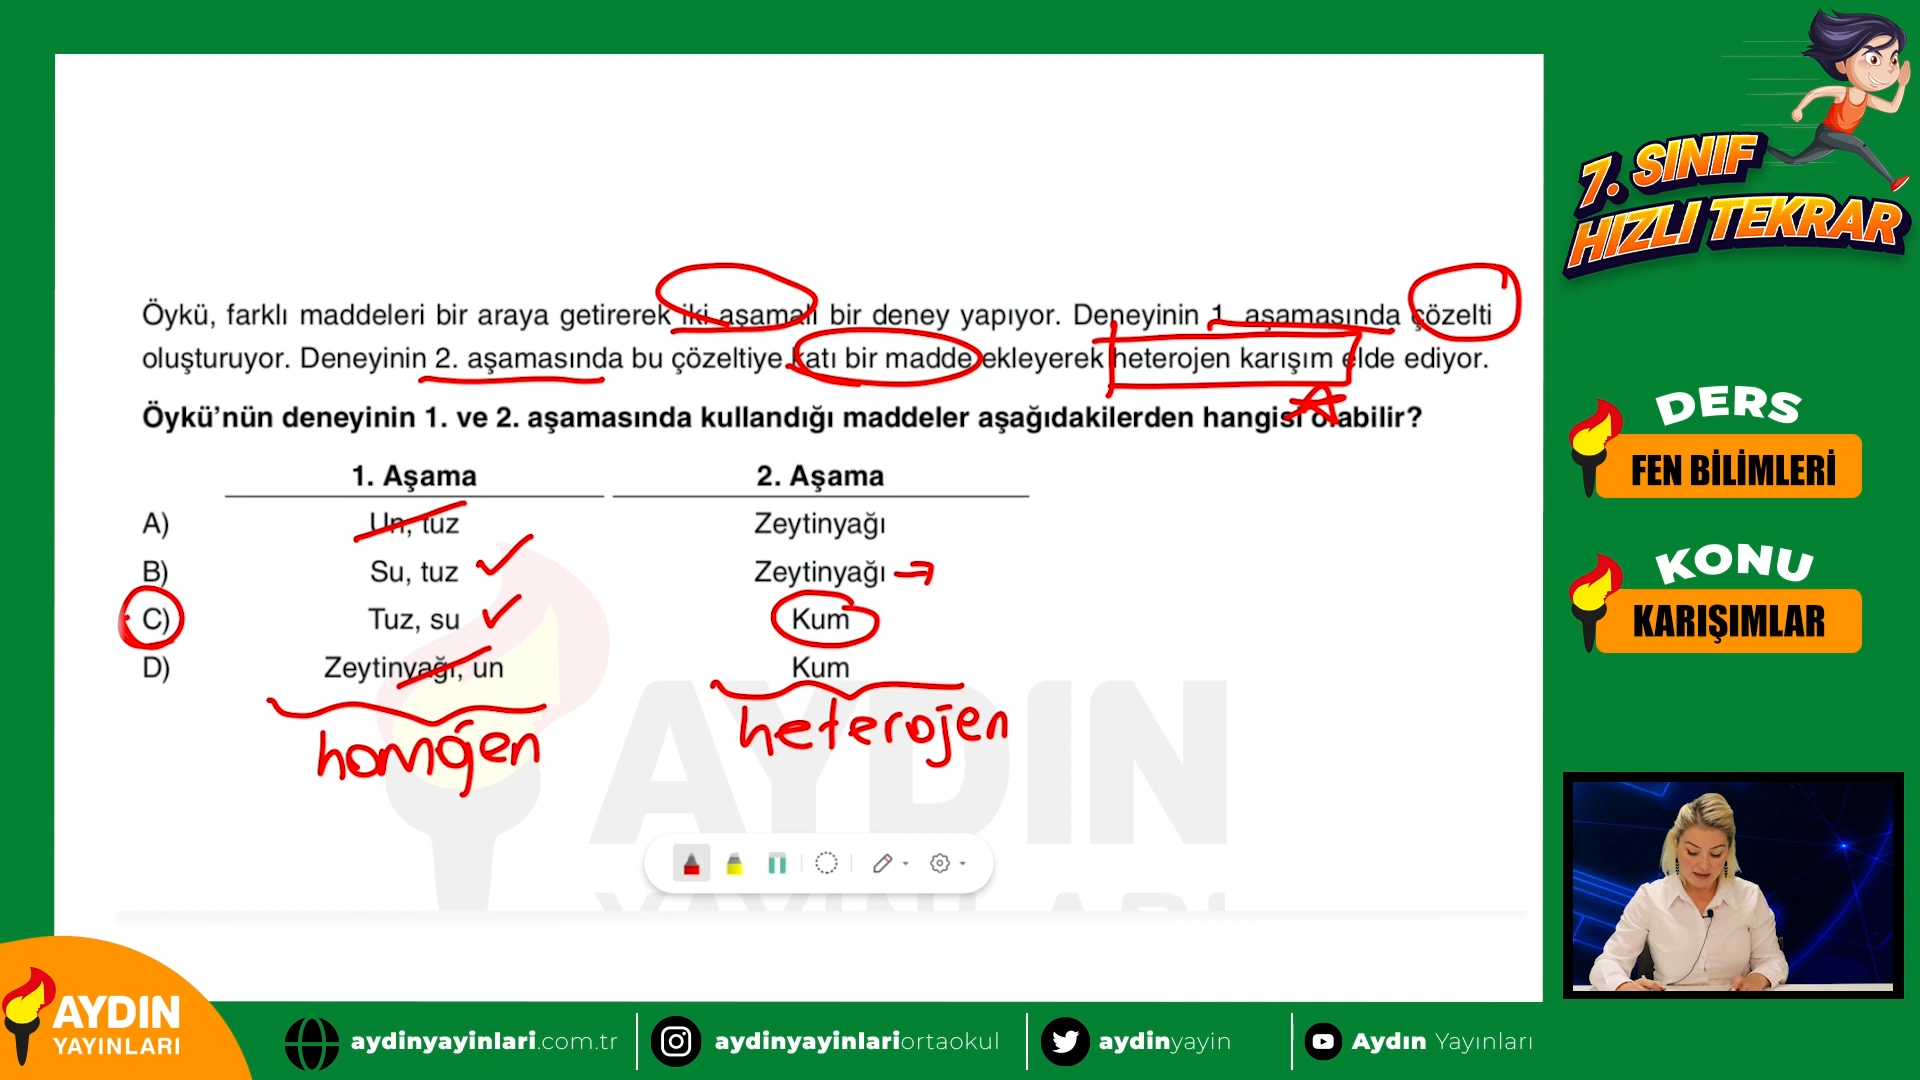 7. SINIF
HIZLI TEKRAR
Öykü, farklı maddeleri bir araya getirerek iki aşamalı bir deney yapıyor. Deneyinin 1. aşamasında çözelti
oluşturuyor. Deneyinin 2. aşamasında bu çözeltiye katı bir madde ekleyerek heterojen karışım elde ediyor.
Öykü'nün deneyinin 1. ve 2. aşamasında kullandığı maddeler aşağıdakilerden hangisi olabilir?
1. Aşama 2. Aşama
A) Un, tuz Zeytinyağı
B) Su, tuz Zeytinyağı
C) Tuz, su Kum
D) Zeytinyağı, un Kum
homojen heterojen
DERS
FEN BİLİMLERİ
KONU
KARIŞIMLAR
AYDIN
YAYINLARI
AYDIN
YAYINLARI
aydinyayinlari.com.tr
aydinyayinlariortaokul
aydinyayin
Aydın Yayınları